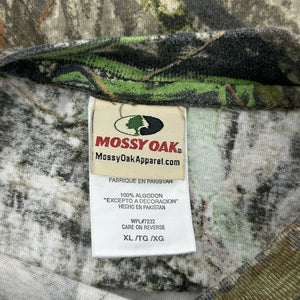 MOSSY OAK®
MossyOakApparel.com
FABRIQUE EN PAKISTAN
100% ALGODON
"EXCEPTO A DECORACION"
HECHO EN PAKISTAN
WPL#7232
CARE ON REVERSE
XL /TG /XG